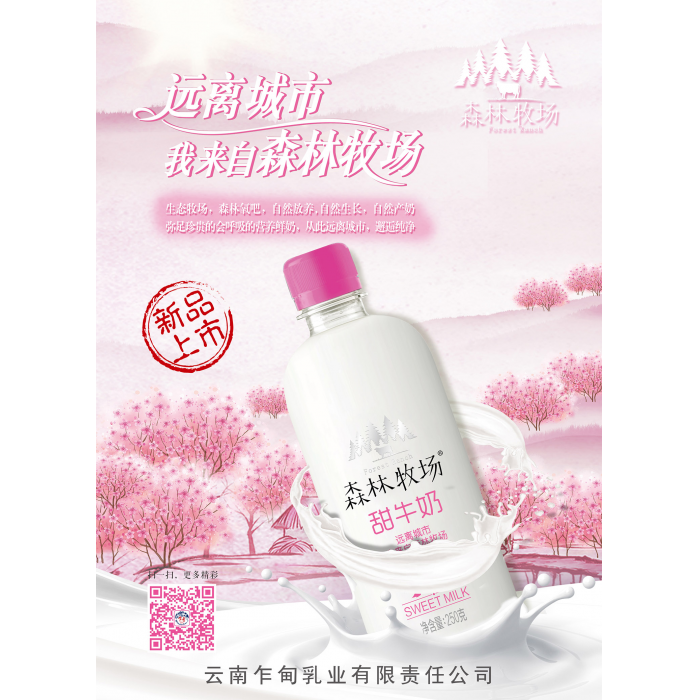 远离城市
我来自森林牧场
森林牧场
Forest Ranch
生态牧场，森林氧吧，自然放养，自然生长，自然产奶
弥足珍贵的会呼吸的营养鲜奶，从此远离城市，邂逅纯净
新品
上市
Forest Ranch
森林牧场®
甜牛奶
远离城市
SWEET MILK
净含量:250克
扫一扫，更多精彩
云南乍甸乳业有限责任公司